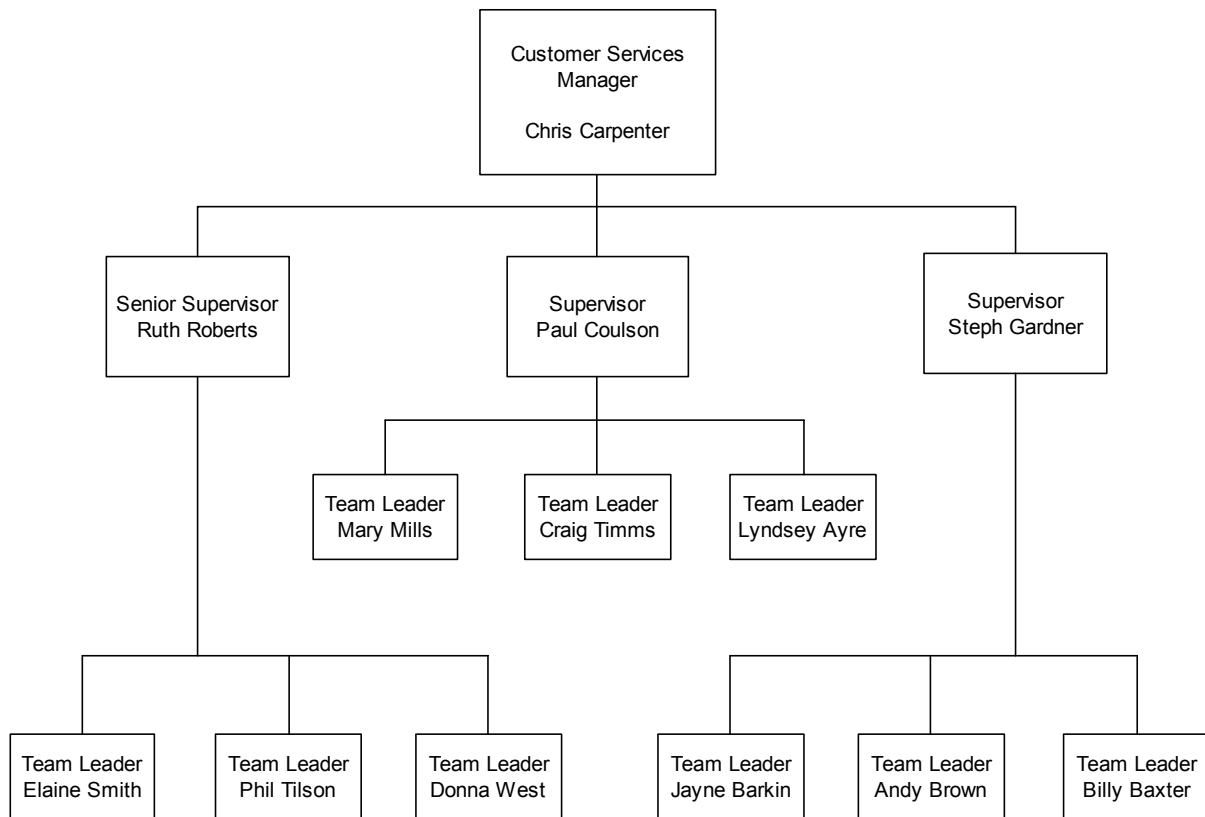 Customer Services
Manager
Chris Carpenter
Senior Supervisor
Ruth Roberts
Supervisor
Paul Coulson
Supervisor
Steph Gardner
Team Leader
Mary Mills
Team Leader
Craig Timms
Team Leader
Lyndsey Ayre
Team Leader
Elaine Smith
Team Leader
Phil Tilson
Team Leader
Donna West
Team Leader
Jayne Barkin
Team Leader
Andy Brown
Team Leader
Billy Baxter